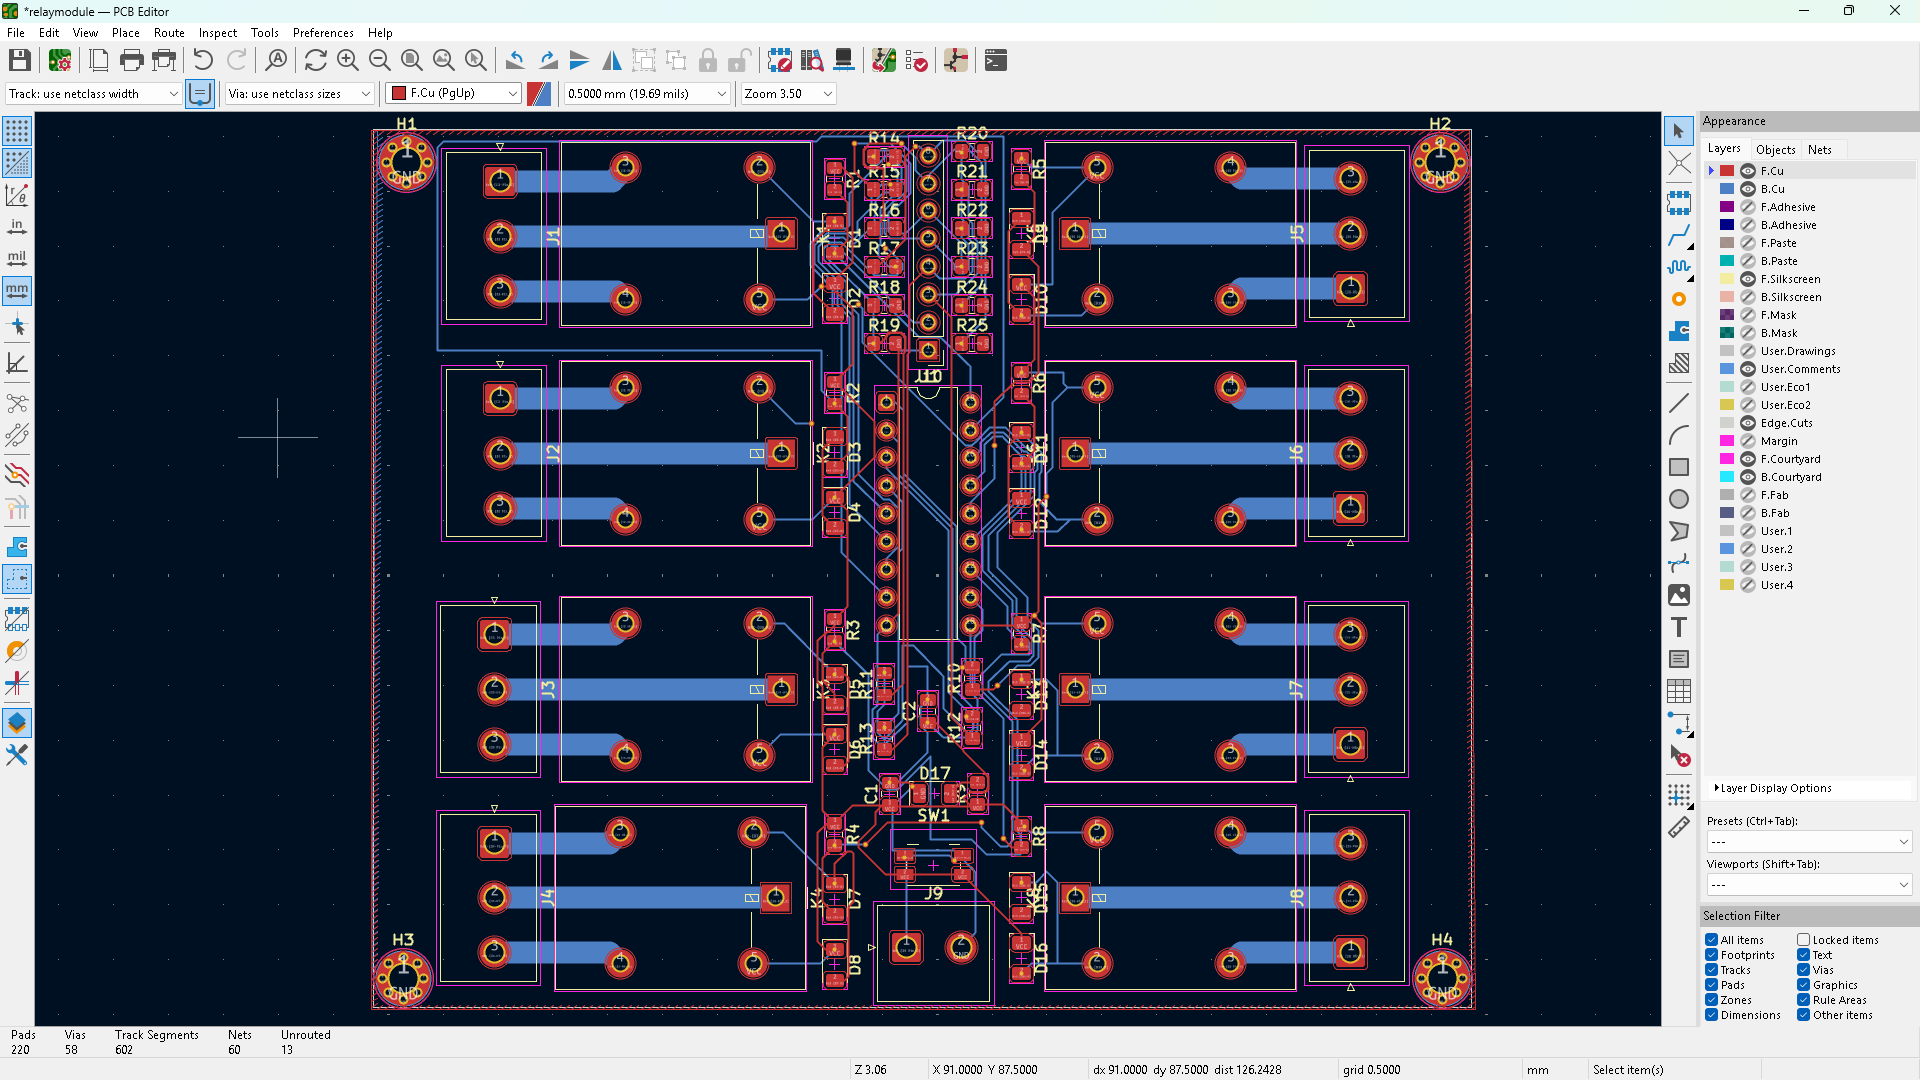 *relaymodule — PCB Editor
File Edit View Place Route Inspect Tools Preferences Help
Track: use netclass width
Via: use netclass sizes
F.Cu (PgUp)
0.5000 mm (19.69 mils)
Zoom 3.50
in
mil
mm
H1
H2
H3
H4
GND
GND
GND
GND
R14
R15
R16
R17
R18
R19
R20
R21
R22
R23
R24
R25
J1
J2
J3
J4
J5
J6
J7
J8
J9
R2
R3
R4
R5
R6
R7
R8
R10
R11
R12
R13
D2
D3
D4
D5
D6
D7
D8
D10
D11
D12
D14
D15
D16
D17
K2
K4
C1
C2
SW1
VCC
GND
Appearance
Layers Objects Nets
F.Cu
B.Cu
F.Adhesive
B.Adhesive
F.Paste
B.Paste
F.Silkscreen
B.Silkscreen
F.Mask
B.Mask
User.Drawings
User.Comments
User.Eco1
User.Eco2
Edge.Cuts
Margin
F.Courtyard
B.Courtyard
F.Fab
B.Fab
User.1
User.2
User.3
User.4
Layer Display Options
Presets (Ctrl+Tab):
---
Viewports (Shift+Tab):
---
Selection Filter
All items Locked items
Footprints Text
Tracks Vias
Pads Graphics
Zones Rule Areas
Dimensions Other items
Pads Vias Track Segments Nets Unrouted
220 58 602 60 13
Z 3.06 X 91.0000 Y 87.5000 dx 91.0000 dy 87.5000 dist 126.2428 grid 0.5000 mm Select item(s)